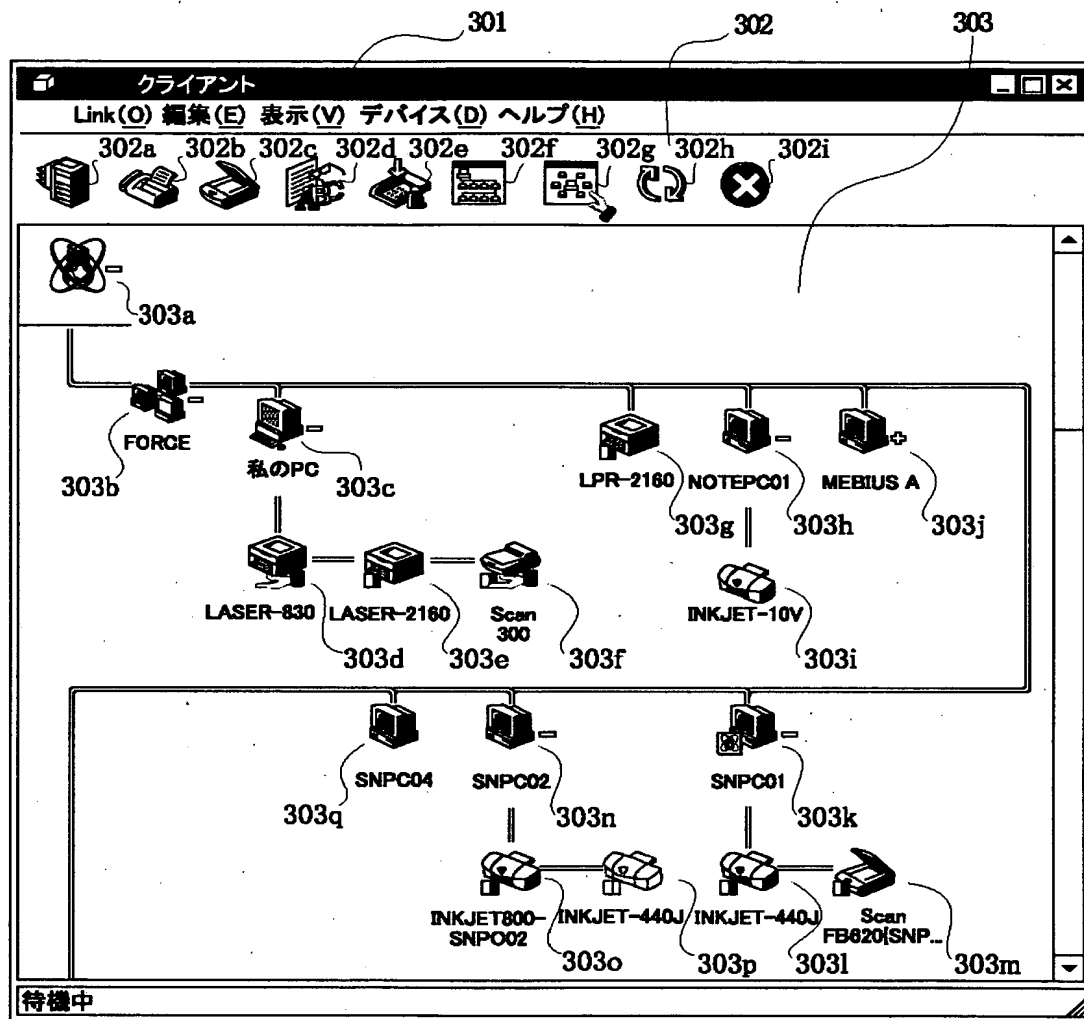 301 302 303
クライアント
Link(O) 編集(E) 表示(V) デバイス(D) ヘルプ(H)
302a 302b 302c 302d 302e 302f 302g 302h 302i
303a
FORCE
303b
私のPC
303c
LPR-2160
303g
NOTEPC01
303h
MEBIUS A
303j
LASER-830
303d
LASER-2160
303e
Scan
300
303f
INKJET-10V
303i
SNPC04
303q
SNPC02
303n
SNPC01
303k
INKJET800-
SNPO02
303o
INKJET-440J
303p
INKJET-440J
303l
Scan
FB620[SNP...
303m
待機中